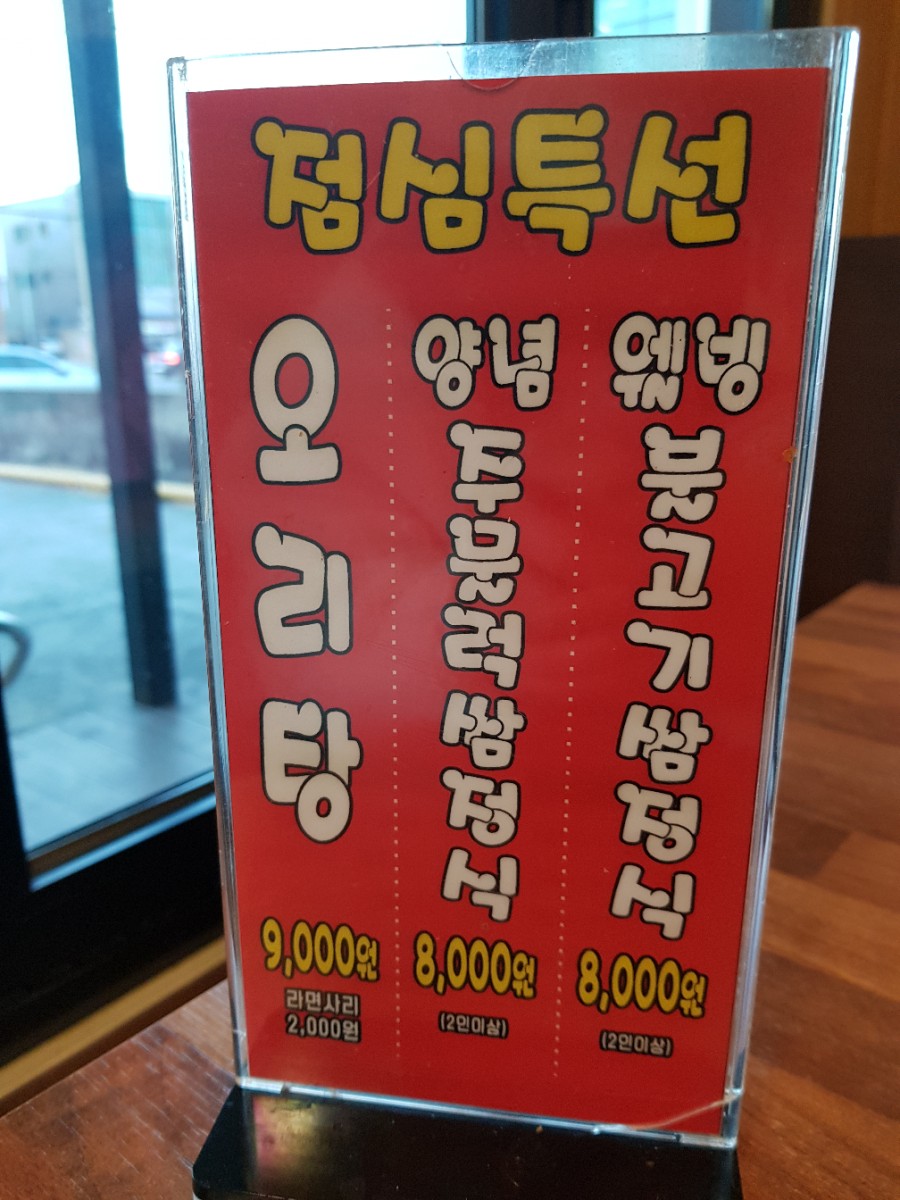 점심특선
오리탕
9,000원
라면사리
2,000원
양념
주물럭쌈정식
8,000원
(2인이상)
웰빙
불고기쌈정식
8,000원
(2인이상)